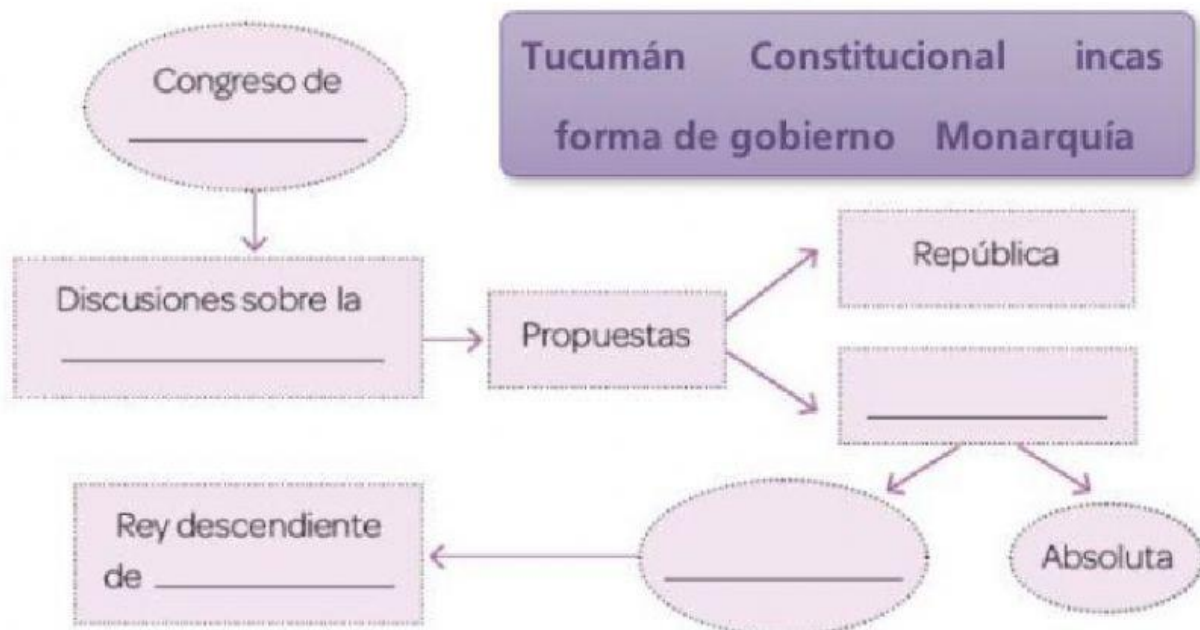 Congreso de
Tucumán Constitucional incas
forma de gobierno Monarquía
República
Discusiones sobre la
Propuestas
Rey descendiente
de
Absoluta